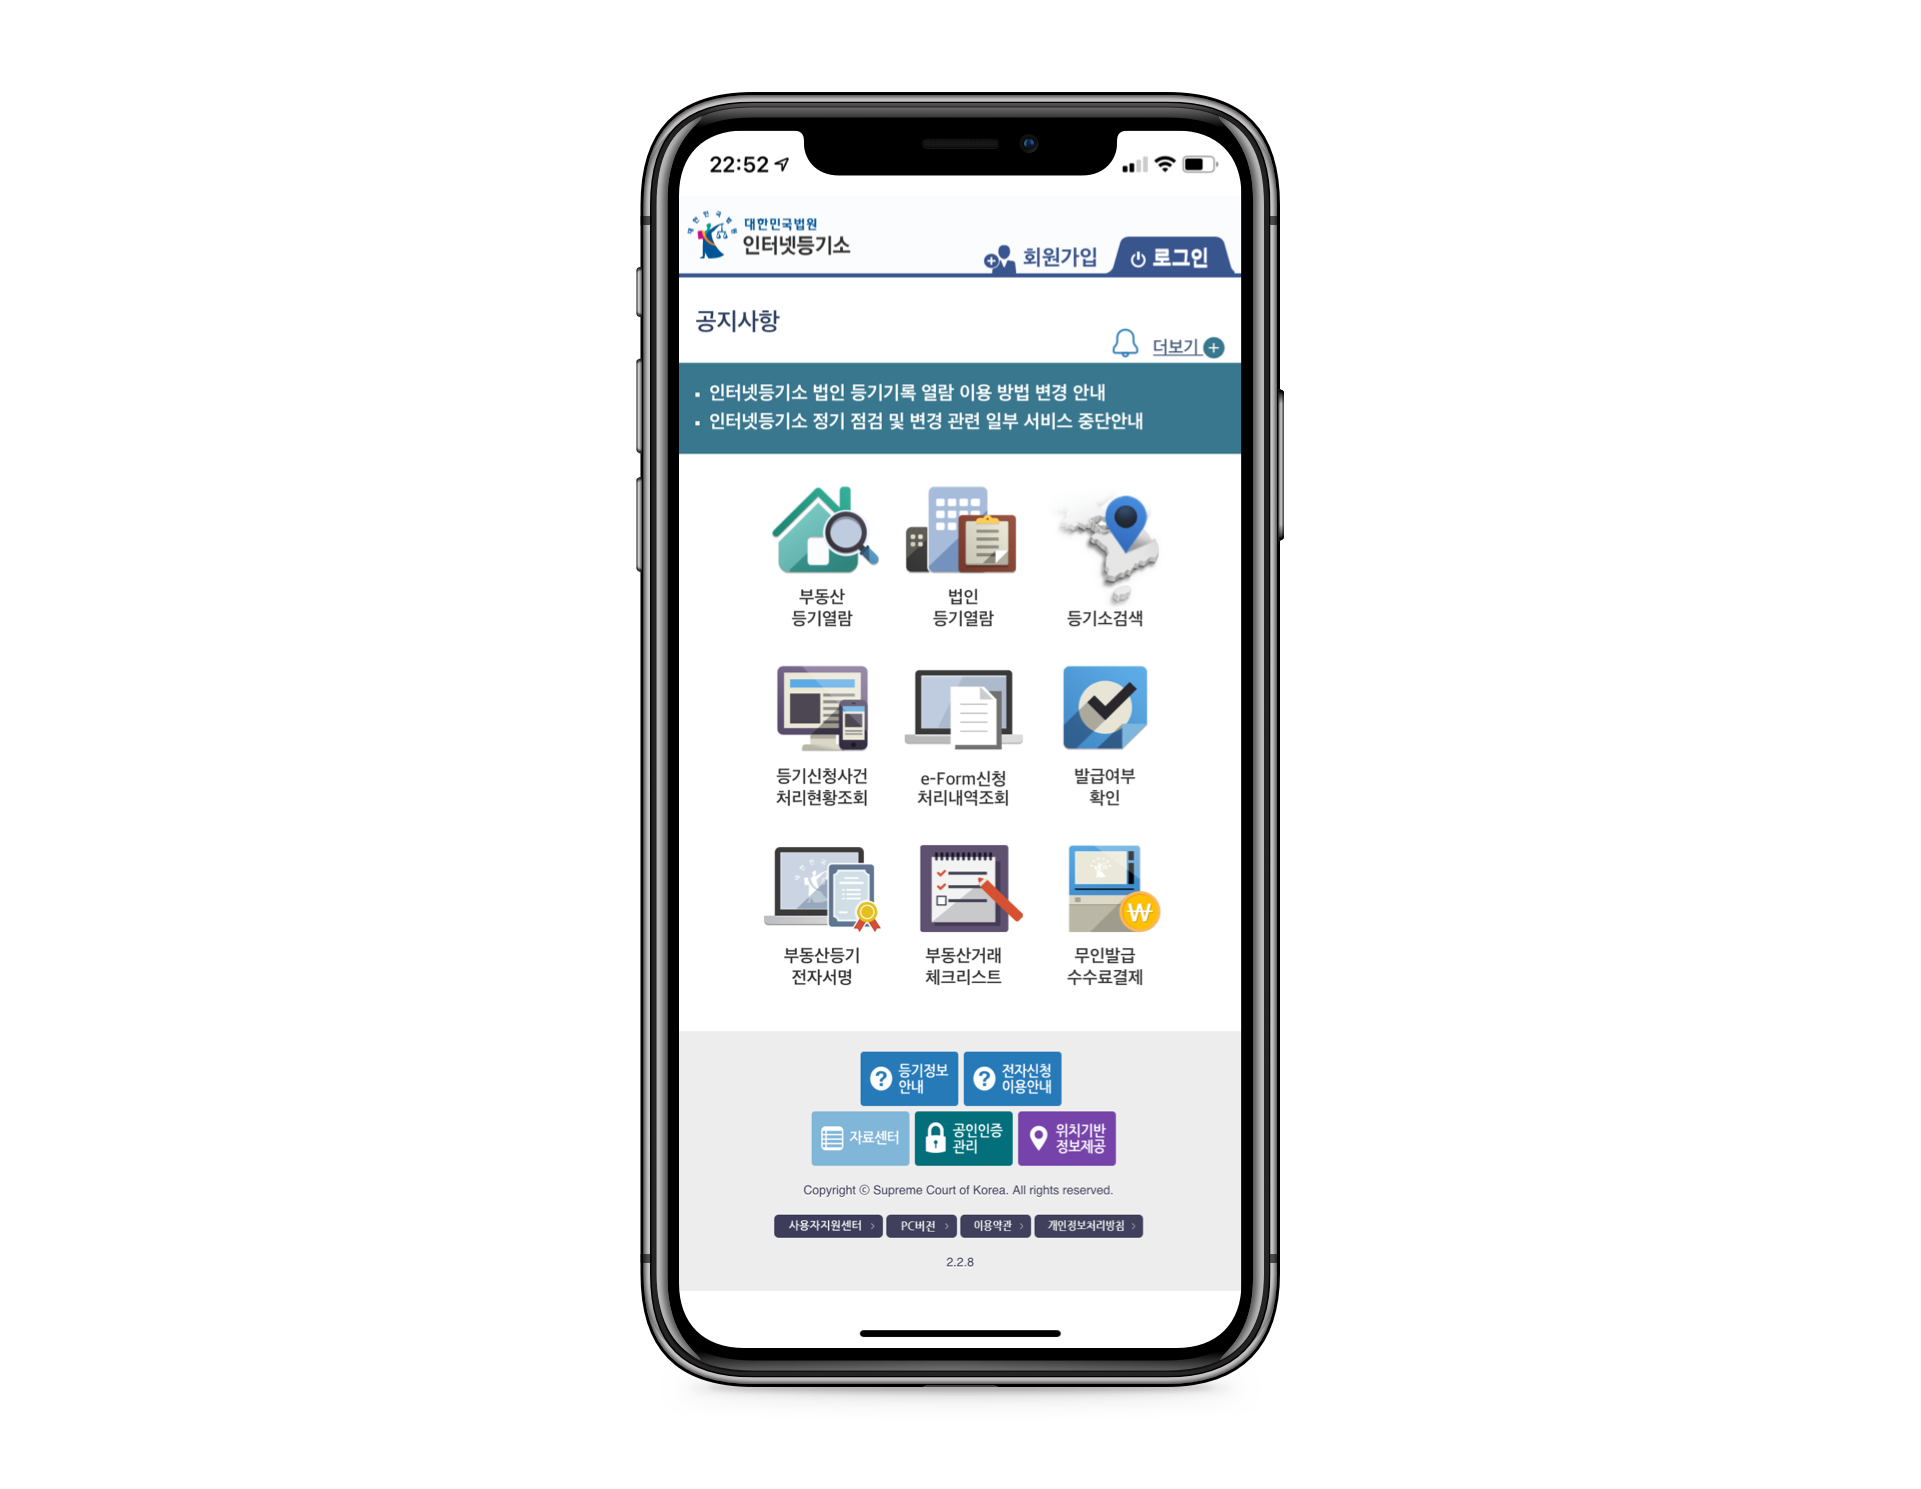 22:52
대한민국법원
인터넷등기소
회원가입
로그인
공지사항
더보기
인터넷등기소 법인 등기기록 열람 이용 방법 변경 안내
인터넷등기소 정기 점검 및 변경 관련 일부 서비스 중단안내
부동산
등기열람
법인
등기열람
등기소검색
등기신청사건
처리현황조회
e-Form신청
처리내역조회
발급여부
확인
부동산등기
전자서명
부동산거래
체크리스트
무인발급
수수료결제
등기정보
안내
전자신청
이용안내
자료센터
공인인증
관리
위치기반
정보제공
Copyright © Supreme Court of Korea. All rights reserved.
사용자지원센터 >
PC버전 >
이용약관 >
개인정보처리방침 >
2.2.8